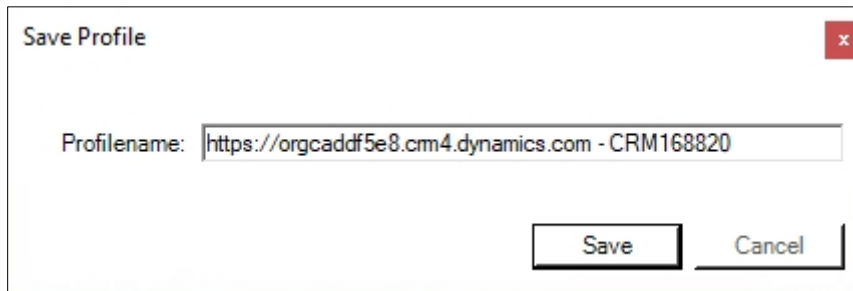 Save Profile
x
Profilename: https://orgcaddf5e8.crm4.dynamics.com - CRM168820
Save Cancel